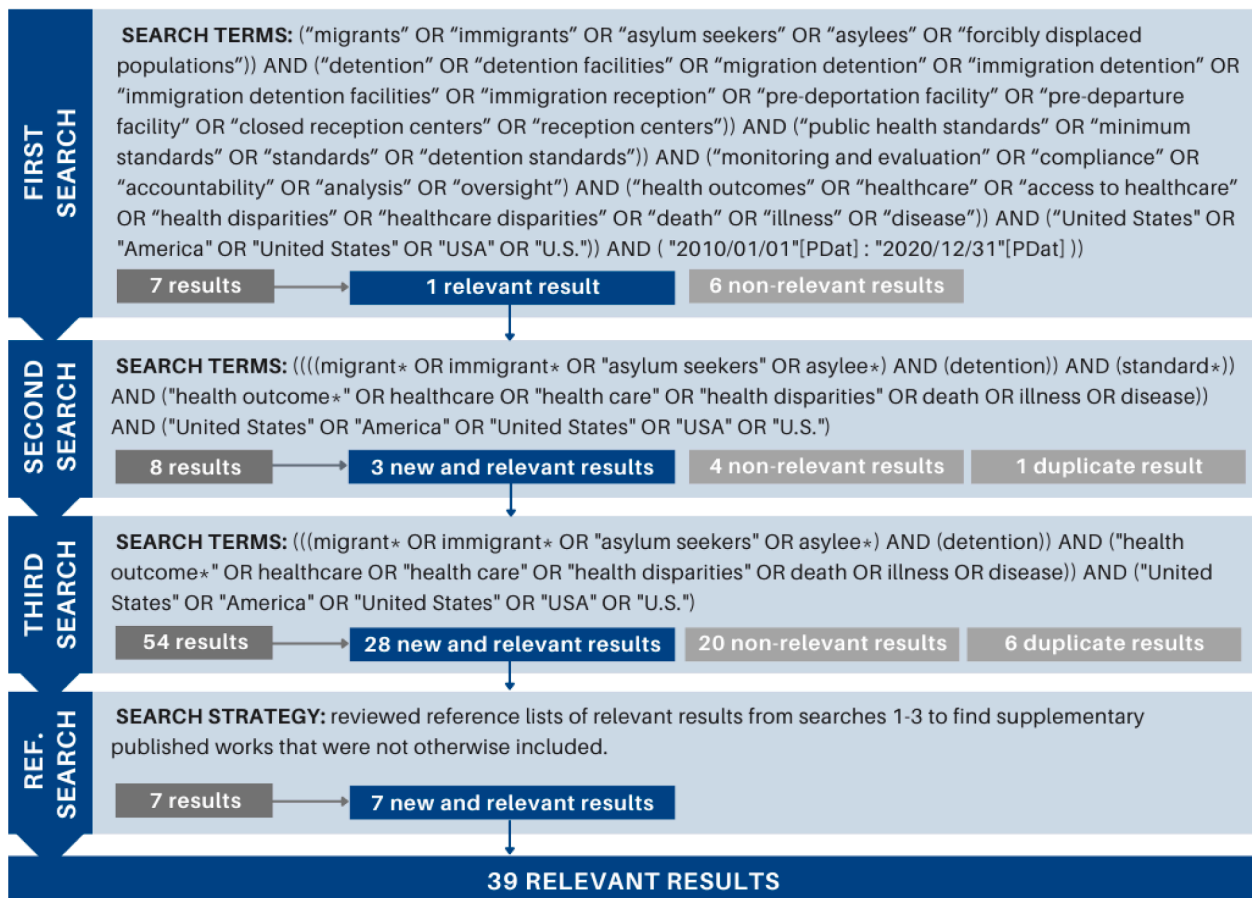 FIRST
SEARCH
SEARCH TERMS: (“migrants” OR “immigrants” OR “asylum seekers” OR “asylees” OR “forcibly displaced
populations”)) AND (“detention” OR “detention facilities” OR “migration detention” OR “immigration detention” OR
“immigration detention facilities” OR “immigration reception” OR “pre-deportation facility” OR “pre-departure
facility” OR “closed reception centers” OR “reception centers”)) AND (“public health standards” OR “minimum
standards” OR “standards” OR “detention standards”)) AND (“monitoring and evaluation” OR “compliance” OR
“accountability” OR “analysis” OR “oversight”) AND (“health outcomes” OR “healthcare” OR “access to healthcare”
OR “health disparities” OR “healthcare disparities” OR “death” OR “illness” OR “disease”)) AND (“United States" OR
"America" OR "United States" OR "USA" OR "U.S.")) AND ( "2010/01/01"[PDat] : "2020/12/31"[PDat] ))
7 results
1 relevant result
6 non-relevant results
SECOND
SEARCH
SEARCH TERMS: ((((migrant* OR immigrant* OR "asylum seekers" OR asylee*) AND (detention)) AND (standard*))
AND ("health outcome*" OR healthcare OR "health care" OR "health disparities" OR death OR illness OR disease))
AND ("United States" OR "America" OR "United States" OR "USA" OR "U.S.")
8 results
3 new and relevant results
4 non-relevant results
1 duplicate result
THIRD
SEARCH
SEARCH TERMS: (((migrant* OR immigrant* OR "asylum seekers" OR asylee*) AND (detention)) AND ("health
outcome*" OR healthcare OR "health care" OR "health disparities" OR death OR illness OR disease)) AND ("United
States" OR "America" OR "United States" OR "USA" OR "U.S.")
54 results
28 new and relevant results
20 non-relevant results
6 duplicate results
REF.
SEARCH
SEARCH STRATEGY: reviewed reference lists of relevant results from searches 1-3 to find supplementary
published works that were not otherwise included.
7 results
7 new and relevant results
39 RELEVANT RESULTS